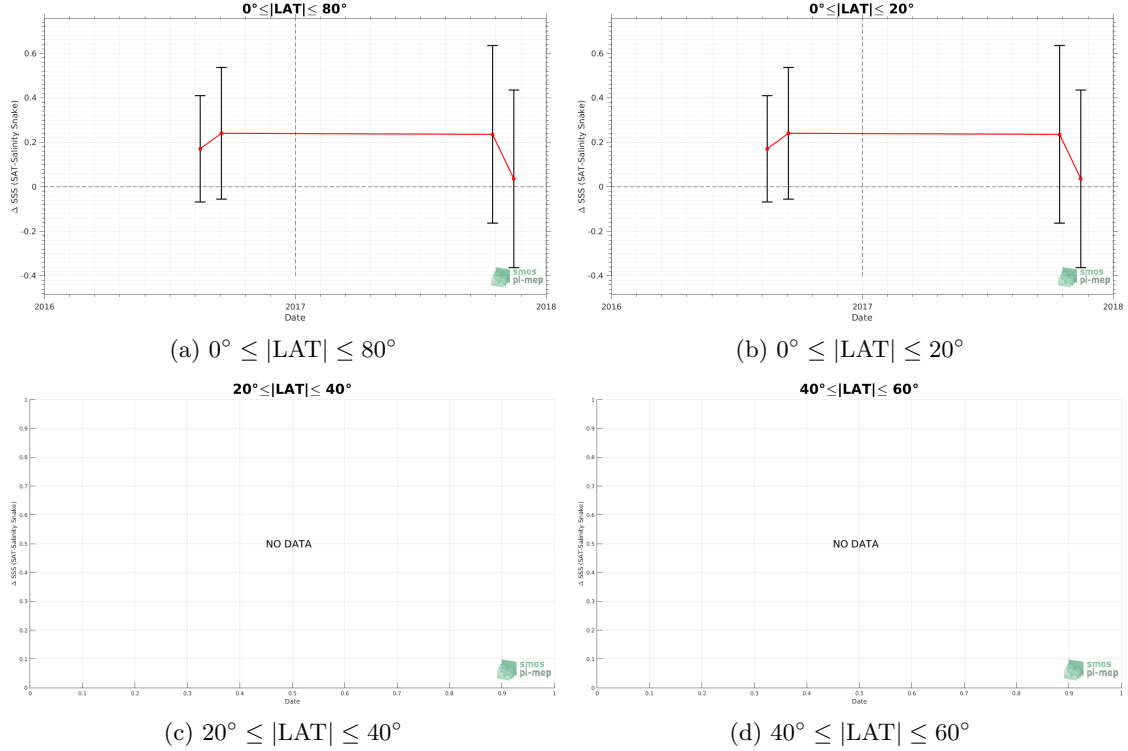 0°≤|LAT|≤ 80°
Δ SSS (SAT-Salinity Snake)
0.6
0.4
0.2
0
-0.2
-0.4
2016
2017
2018
Date
smos
pi-mep
(a) 0° ≤ |LAT| ≤ 80°
0°≤|LAT|≤ 20°
Δ SSS (SAT-Salinity Snake)
0.6
0.4
0.2
0
-0.2
-0.4
2016
2017
2018
Date
smos
pi-mep
(b) 0° ≤ |LAT| ≤ 20°
20°≤|LAT|≤ 40°
Δ SSS (SAT-Salinity Snake)
1
0.9
0.8
0.7
0.6
0.5
0.4
0.3
0.2
0.1
0
NO DATA
0 0.1 0.2 0.3 0.4 0.5 0.6 0.7 0.8 0.9 1
Date
smos
pi-mep
(c) 20° ≤ |LAT| ≤ 40°
40°≤|LAT|≤ 60°
Δ SSS (SAT-Salinity Snake)
1
0.9
0.8
0.7
0.6
0.5
0.4
0.3
0.2
0.1
0
NO DATA
0 0.1 0.2 0.3 0.4 0.5 0.6 0.7 0.8 0.9 1
Date
smos
pi-mep
(d) 40° ≤ |LAT| ≤ 60°